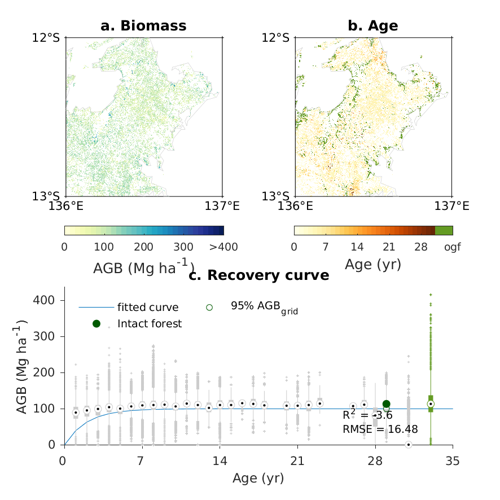 a. Biomass
b. Age
12°S
12°S
13°S
13°S
136°E
137°E
136°E
137°E
0 100 200 300 >400
0 7 14 21 28 ogf
AGB (Mg ha⁻¹)
Age (yr)
c. Recovery curve
fitted curve
95% AGB_grid
Intact forest
400
300
200
100
0
AGB (Mg ha⁻¹)
R² = -3.6
RMSE = 16.48
0 7 14 21 28 35
Age (yr)